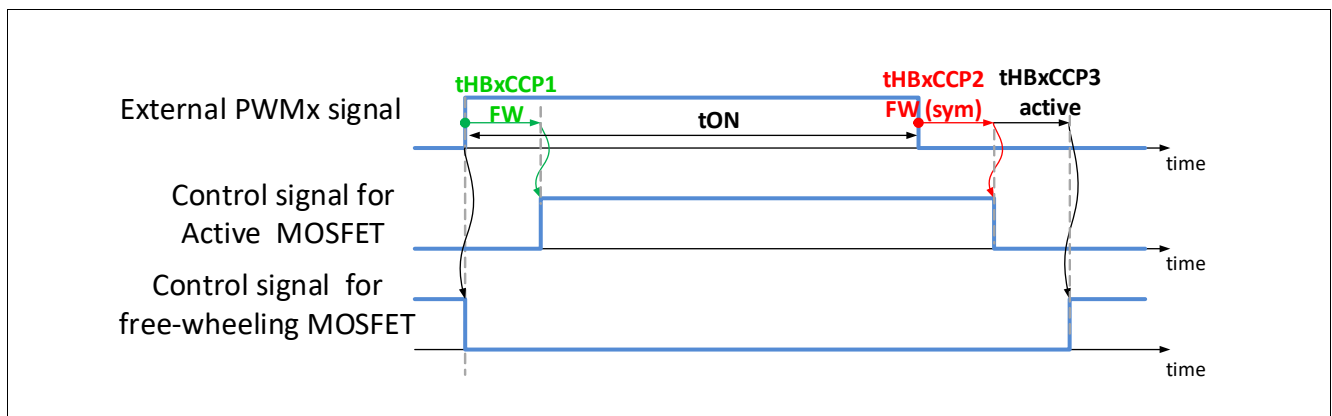 tHBxCCP1
FW
tHBxCCP2
FW (sym)
tHBxCCP3
active
External PWMx signal
tON
time
Control signal for
Active MOSFET
time
Control signal for
free-wheeling MOSFET
time